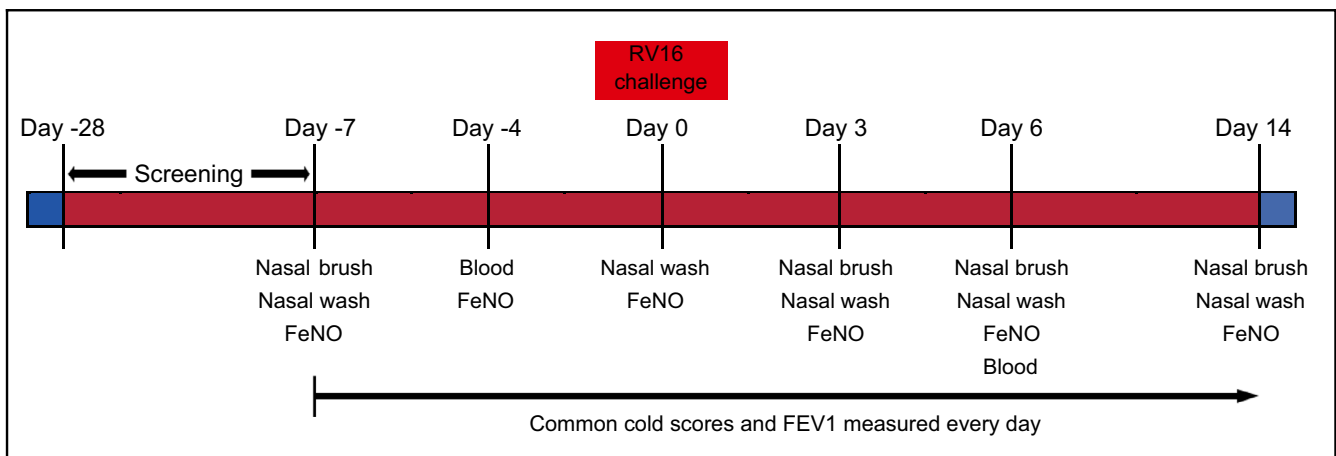 RV16
challenge
Day -28
Day -7
Day -4
Day 0
Day 3
Day 6
Day 14
Screening
Nasal brush
Nasal wash
FeNO
Blood
FeNO
Nasal wash
FeNO
Nasal brush
Nasal wash
FeNO
Nasal brush
Nasal wash
FeNO
Blood
Nasal brush
Nasal wash
FeNO
Common cold scores and FEV1 measured every day